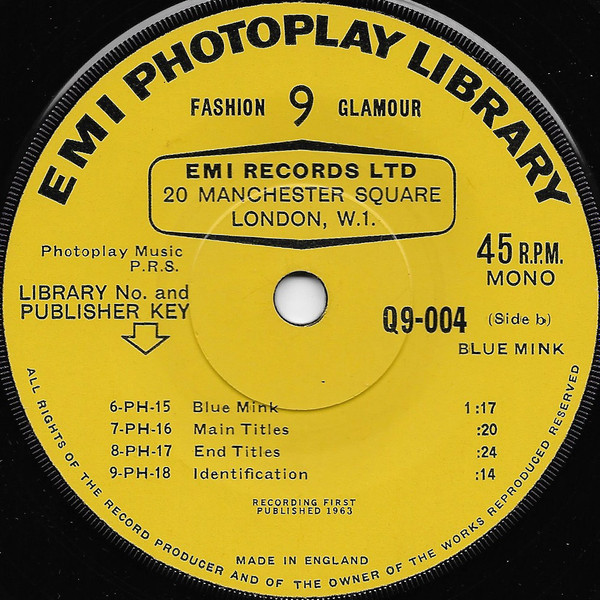 EMI PHOTOPLAY LIBRARY
FASHION 9 GLAMOUR
EMI RECORDS LTD
20 MANCHESTER SQUARE
LONDON, W.1.
Photoplay Music
P.R.S.
45 R.P.M.
MONO
LIBRARY No. and
PUBLISHER KEY
Q9-004 (Side b)
BLUE MINK
6-PH-15 Blue Mink 1:17
7-PH-16 Main Titles :20
8-PH-17 End Titles :24
9-PH-18 Identification :14
RECORDING FIRST
PUBLISHED 1963
MADE IN ENGLAND
ALL RIGHTS OF THE RECORD PRODUCER AND OF THE OWNER OF THE WORKS REPRODUCED RESERVED